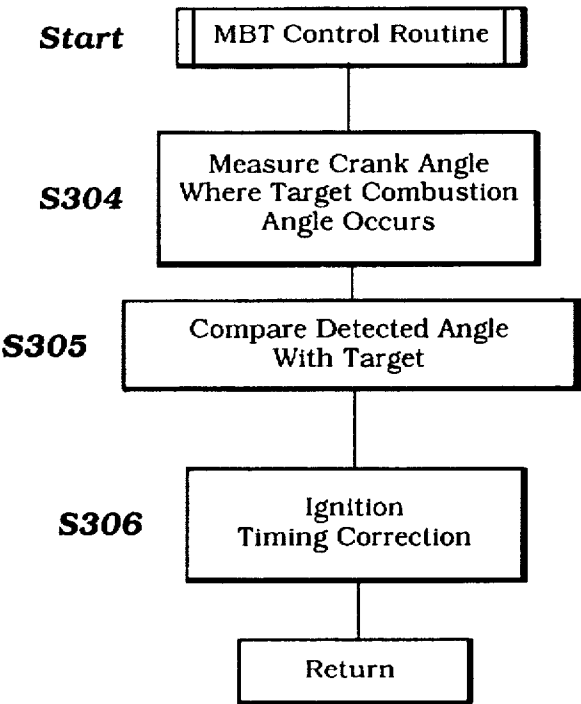 Start
MBT Control Routine
S304
Measure Crank Angle
Where Target Combustion
Angle Occurs
S305
Compare Detected Angle
With Target
S306
Ignition
Timing Correction
Return